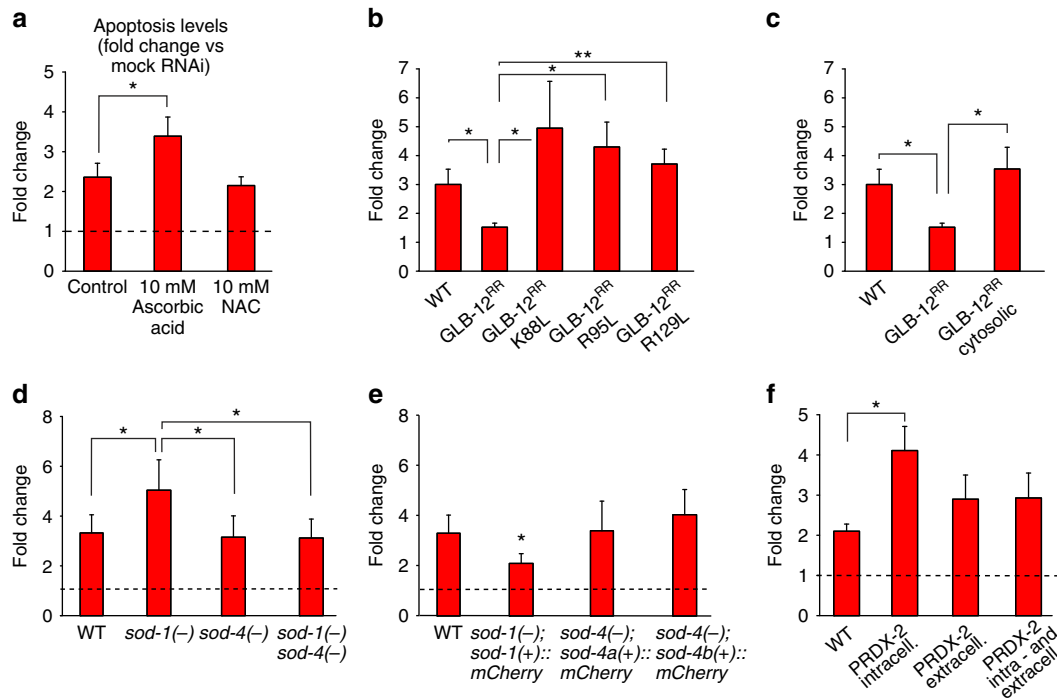 a
Apoptosis levels
(fold change vs
mock RNAi)
Fold change
5
4
3
2
1
0
*
Control
10 mM
Ascorbic
acid
10 mM
NAC
b
Fold change
7
6
5
4
3
2
1
0
*
*
*
**
WT
GLB-12RR
GLB-12RR
K88L
GLB-12RR
R95L
GLB-12RR
R129L
c
Fold change
7
6
5
4
3
2
1
0
*
*
WT
GLB-12RR
GLB-12RR
cytosolic
d
Fold change
8
6
4
2
0
*
*
*
WT
sod-1(–)
sod-4(–)
sod-1(–)
sod-4(–)
e
Fold change
8
6
4
2
0
*
WT
sod-1(–);
sod-1(+)::
mCherry
sod-4(–);
sod-4a(+)::
mCherry
sod-4(–);
sod-4b(+)::
mCherry
f
Fold change
5
4
3
2
1
0
*
WT
PRDX-2
intracell.
PRDX-2
extracell.
PRDX-2
intra - and
extracell.